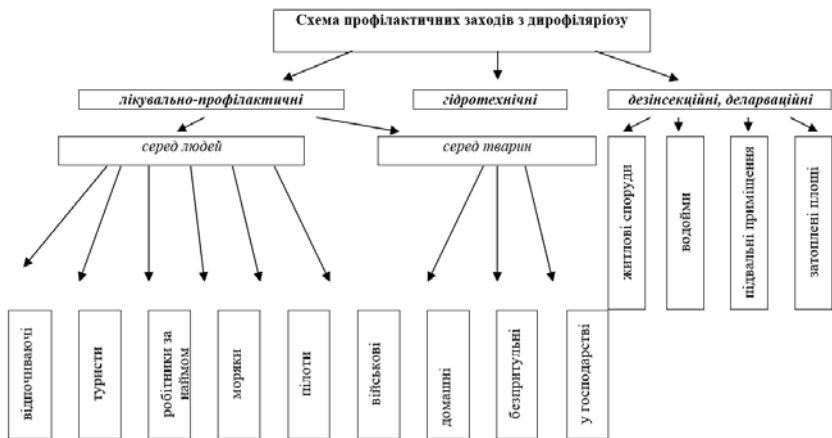 Схема профілактичних заходів з дирофіляріозу
лікувально-профілактичні
гідротехнічні
дезінсекційні, деларваційні
серед людей
серед тварин
житлові споруди
водойми
підвальні приміщення
затоплені площі
відпочиваючі
туристи
робітники за
наймом
моряки
пілоти
військові
домашні
безпритульні
у господарстві